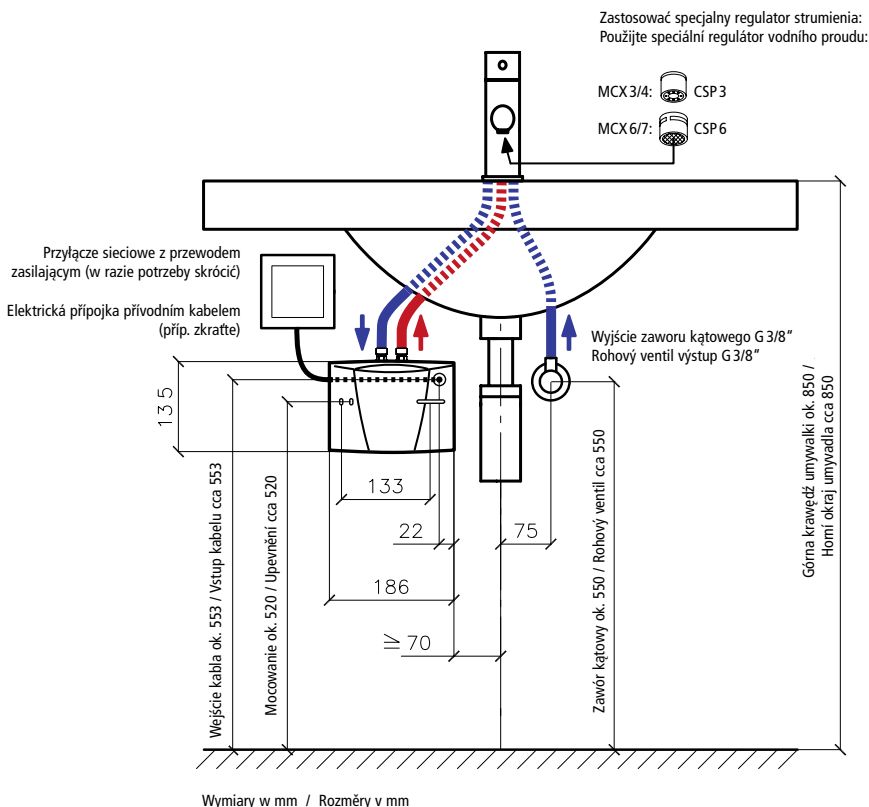 Zastosować specjalny regulator strumienia:
Použijte speciální regulátor vodního proudu:
MCX 3/4: CSP 3
MCX 6/7: CSP 6
Przyłącze sieciowe z przewodem
zasilającym (w razie potrzeby skrócić)
Elektrická přípojka přívodním kabelem
(příp. zkraťte)
Wyjście zaworu kątowego G 3/8"
Rohový ventil výstup G 3/8"
135
133
22
75
186
≧ 70
Wejście kabla ok. 553 / Vstup kabelu cca 553
Mocowanie ok. 520 / Upevnění cca 520
Zawór kątowy ok. 550 / Rohový ventil cca 550
Górna krawędź umywalki ok. 850 /
Horní okraj umyvadla cca 850
Wymiary w mm / Rozměry v mm